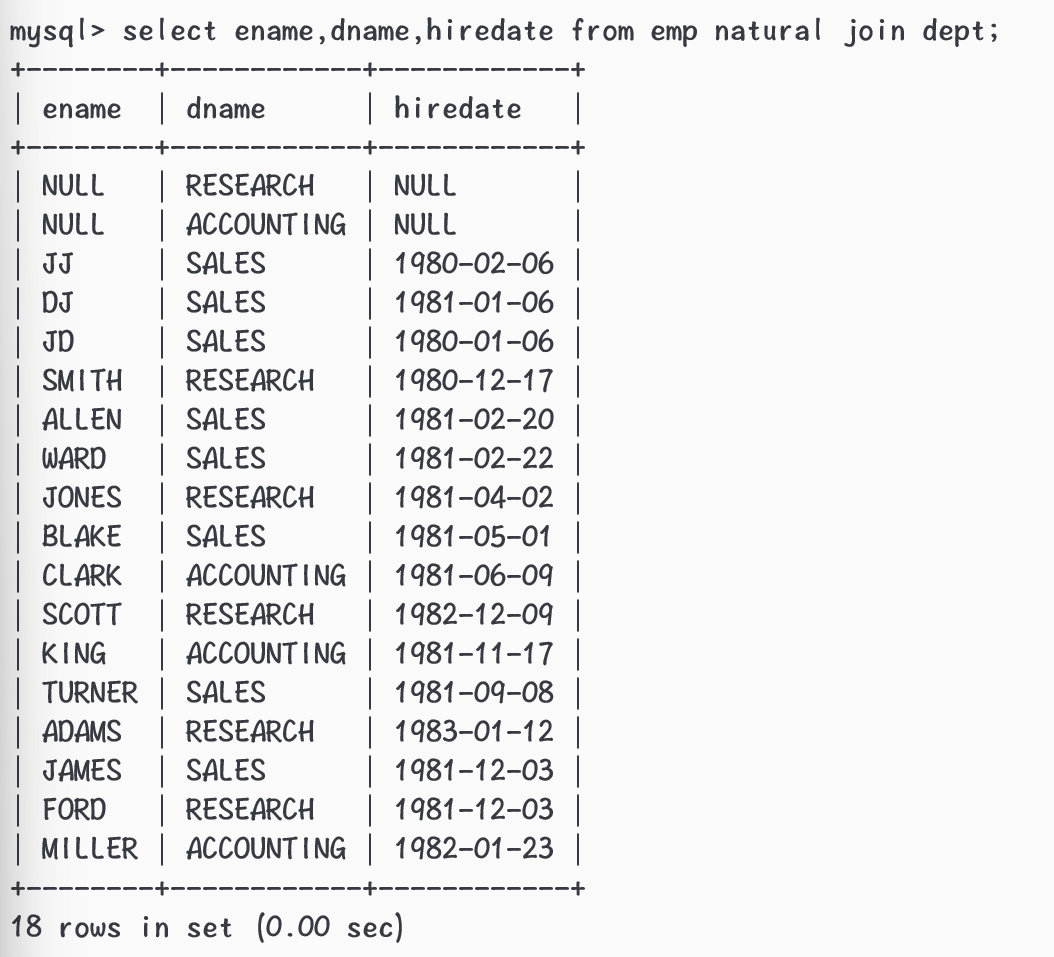 mysql> select ename,dname,hiredate from emp natural join dept;
+--------+------------+------------+
| ename  | dname      | hiredate   |
+--------+------------+------------+
| NULL   | RESEARCH   | NULL       |
| NULL   | ACCOUNTING | NULL       |
| JJ     | SALES      | 1980-02-06 |
| DJ     | SALES      | 1981-01-06 |
| JD     | SALES      | 1980-01-06 |
| SMITH  | RESEARCH   | 1980-12-17 |
| ALLEN  | SALES      | 1981-02-20 |
| WARD   | SALES      | 1981-02-22 |
| JONES  | RESEARCH   | 1981-04-02 |
| BLAKE  | SALES      | 1981-05-01 |
| CLARK  | ACCOUNTING | 1981-06-09 |
| SCOTT  | RESEARCH   | 1982-12-09 |
| KING   | ACCOUNTING | 1981-11-17 |
| TURNER | SALES      | 1981-09-08 |
| ADAMS  | RESEARCH   | 1983-01-12 |
| JAMES  | SALES      | 1981-12-03 |
| FORD   | RESEARCH   | 1981-12-03 |
| MILLER | ACCOUNTING | 1982-01-23 |
+--------+------------+------------+
18 rows in set (0.00 sec)